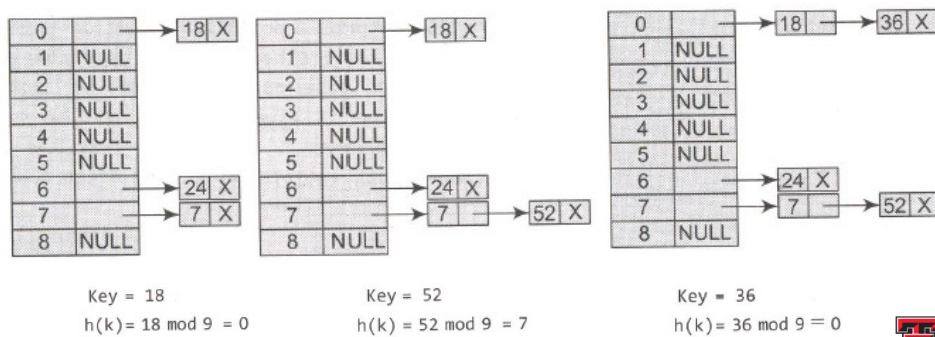 0 18 X
1 NULL
2 NULL
3 NULL
4 NULL
5 NULL
6 24 X
7 7 X
8 NULL
Key = 18
h(k)= 18 mod 9 = 0
0 18 X
1 NULL
2 NULL
3 NULL
4 NULL
5 NULL
6 24 X
7 7 52 X
8 NULL
Key = 52
h(k)= 52 mod 9 = 7
0 18 36 X
1 NULL
2 NULL
3 NULL
4 NULL
5 NULL
6 24 X
7 7 52 X
8 NULL
Key = 36
h(k)= 36 mod 9 = 0